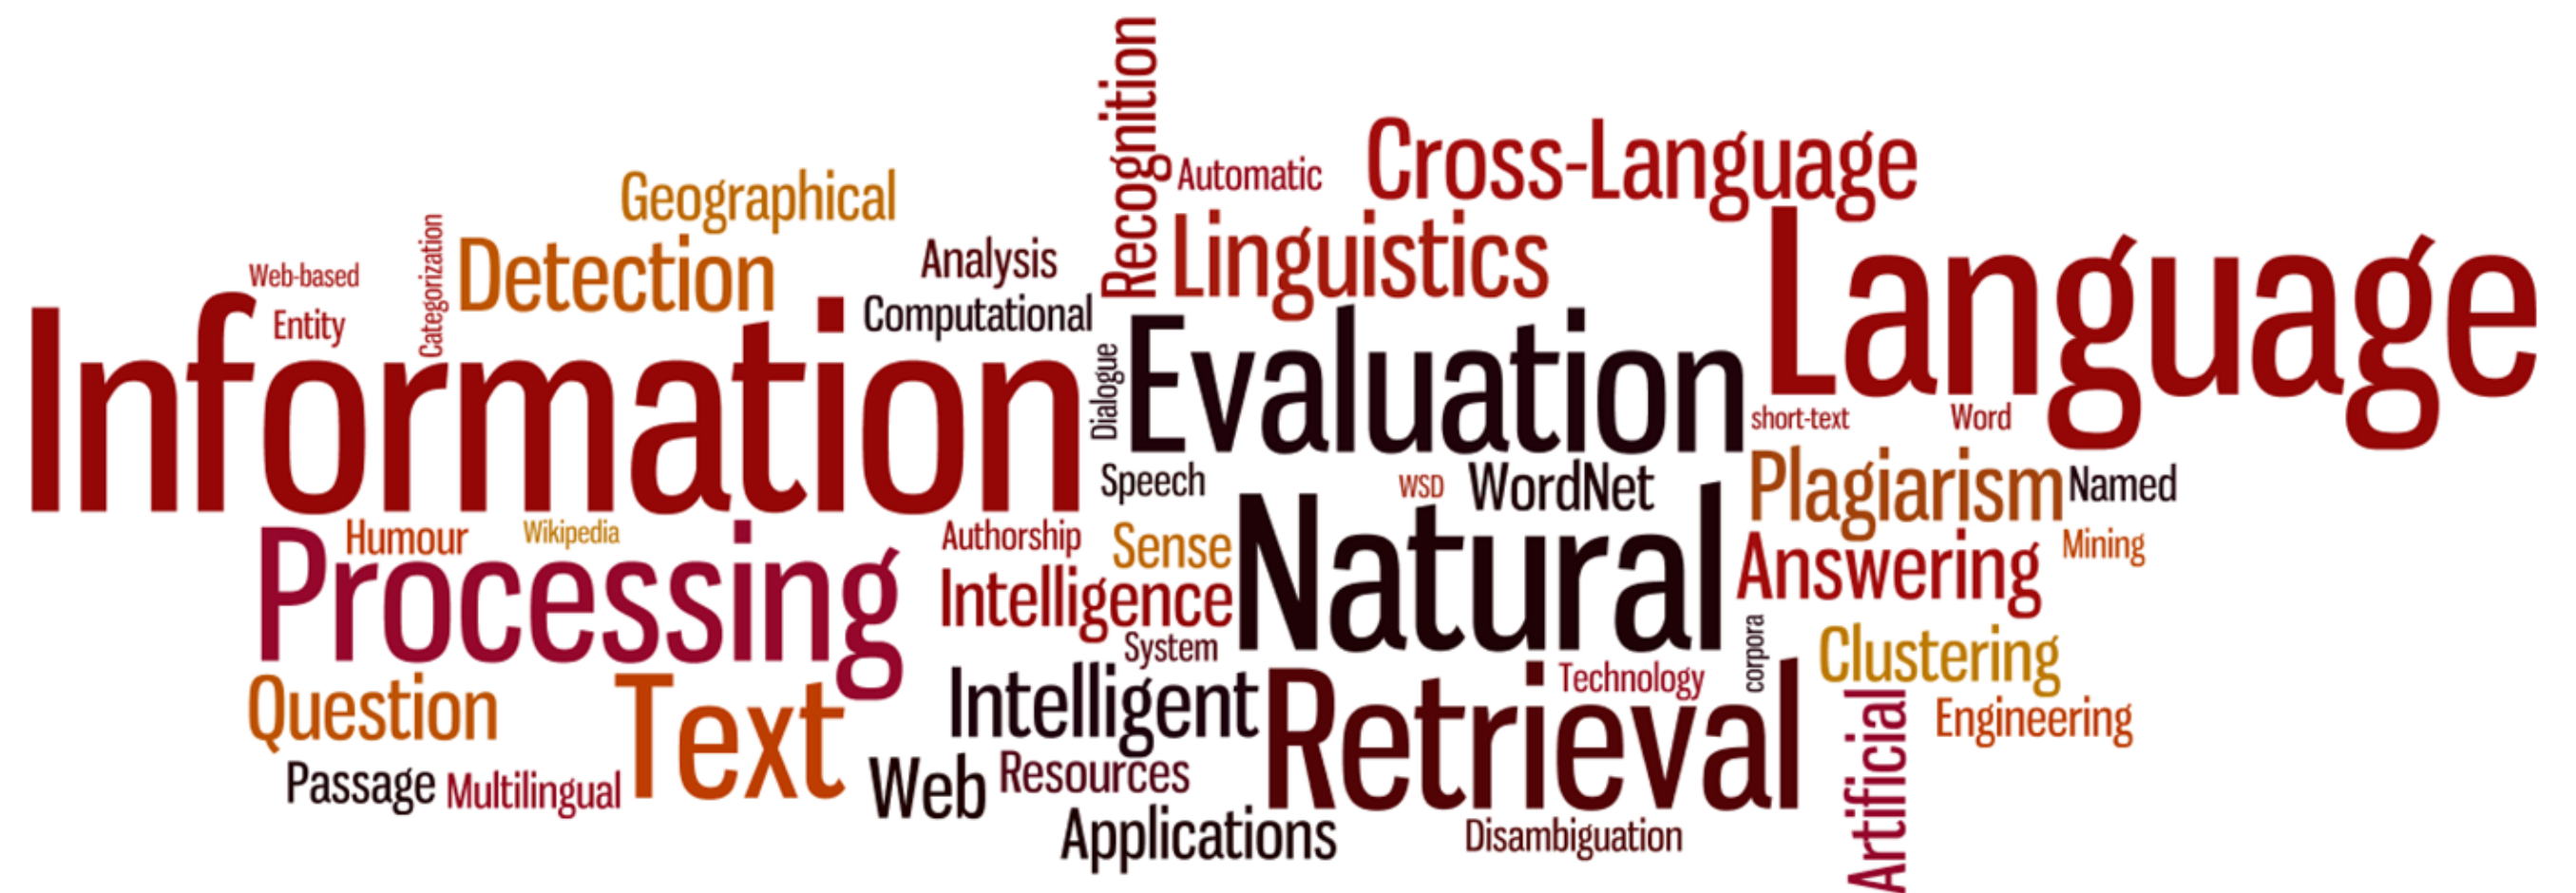 Recognition
Cross-Language
Automatic
Geographical
Linguistics
Language
Categorization
Detection
Analysis
Web-based
Computational
Entity
Information
Evaluation
Dialogue
short-text
Word
Speech
WSD
WordNet
Plagiarism
Named
Humour
Wikipedia
Authorship
Sense
Natural
Answering
Mining
Processing
Intelligence
System
corpora
Clustering
Technology
Question
Text
Intelligent
Retrieval
Artificial
Engineering
Passage
Multilingual
Web
Resources
Applications
Disambiguation